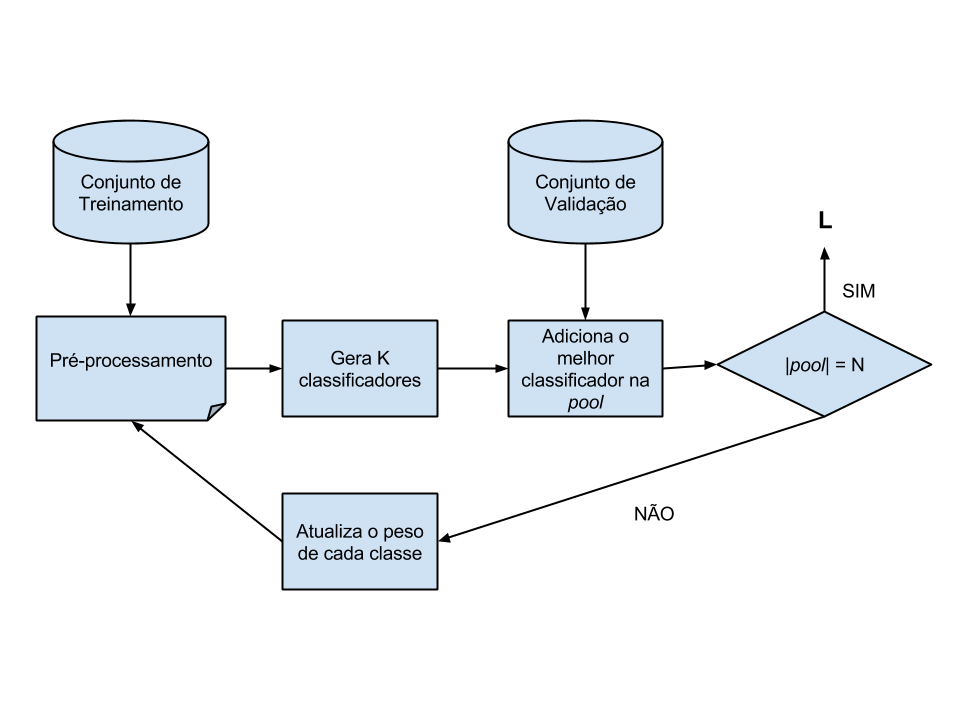 Conjunto de
Treinamento
Conjunto de
Validação
L
SIM
Pré-processamento
Gera K
classificadores
Adiciona o
melhor
classificador na
pool
|pool| = N
NÃO
Atualiza o peso
de cada classe